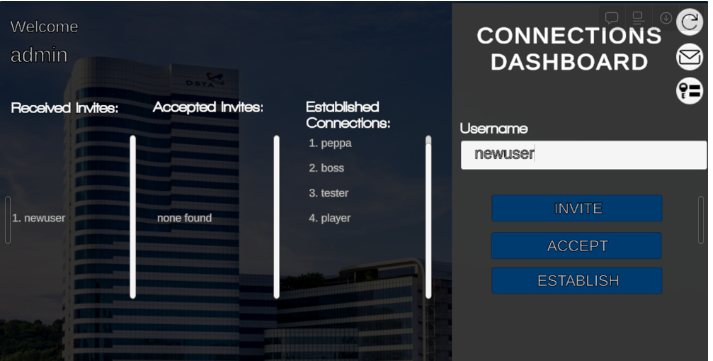 Welcome
admin
Received Invites:
Accepted Invites:
Established
Connections:
1. newuser
none found
1. peppa
2. boss
3. tester
4. player
DSTA
CONNECTIONS
DASHBOARD
Username
newuser
INVITE
ACCEPT
ESTABLISH